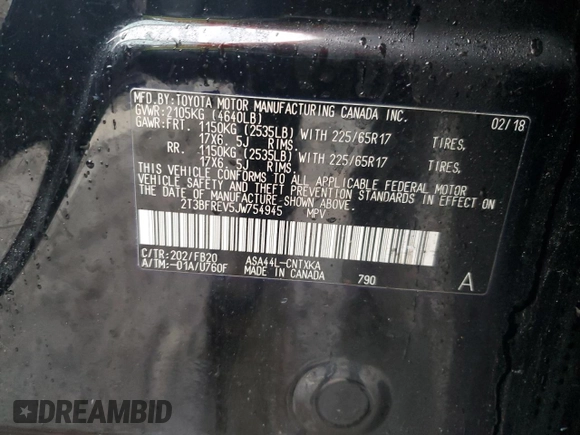 MFD.BY:TOYOTA MOTOR MANUFACTURING CANADA INC.
GVWR:2105KG (4640LB) 02/18
GAWR:FRT. 1150KG (2535LB) WITH 225/65R17 TIRES,
17X6. 5J RIMS.
RR. 1150KG (2535LB) WITH 225/65R17 TIRES,
17X6. 5J RIMS.
THIS VEHICLE CONFORMS TO ALL APPLICABLE FEDERAL MOTOR
VEHICLE SAFETY AND THEFT PREVENTION STANDARDS IN EFFECT ON
THE DATE OF MANUFACTURE SHOWN ABOVE.
2T3BFREV5JW754945 MPV
C/TR:202/FB20 ASA44L-CNTXKA
A/TM:-01A/U760F MADE IN CANADA 790 A
DREAMBID